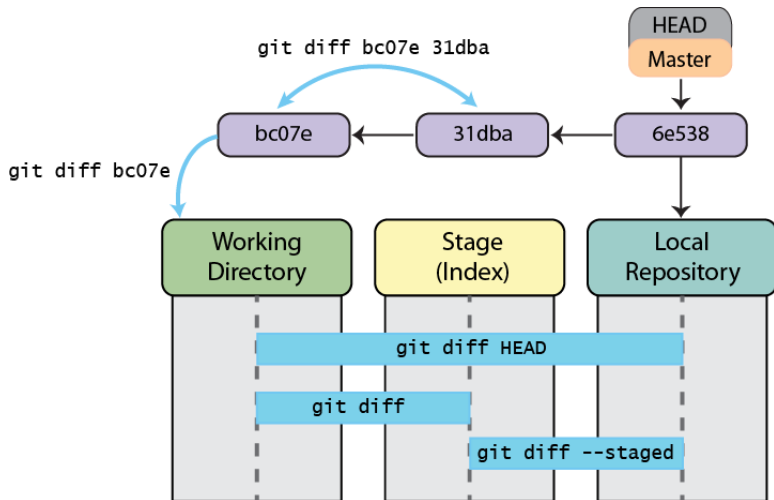 HEAD
Master
git diff bc07e 31dba
bc07e
31dba
6e538
git diff bc07e
Working
Directory
Stage
(Index)
Local
Repository
git diff HEAD
git diff
git diff --staged